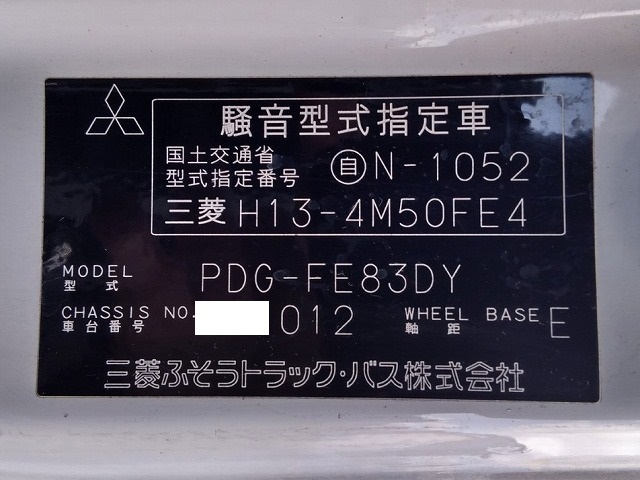 騒音型式指定車
国土交通省
型式指定番号 自N-1052
三菱 H13-4M50FE4
MODEL
型式 PDG-FE83DY
CHASSIS NO. 012 WHEEL BASE E
車台番号 軸距
三菱ふそうトラック・バス株式会社